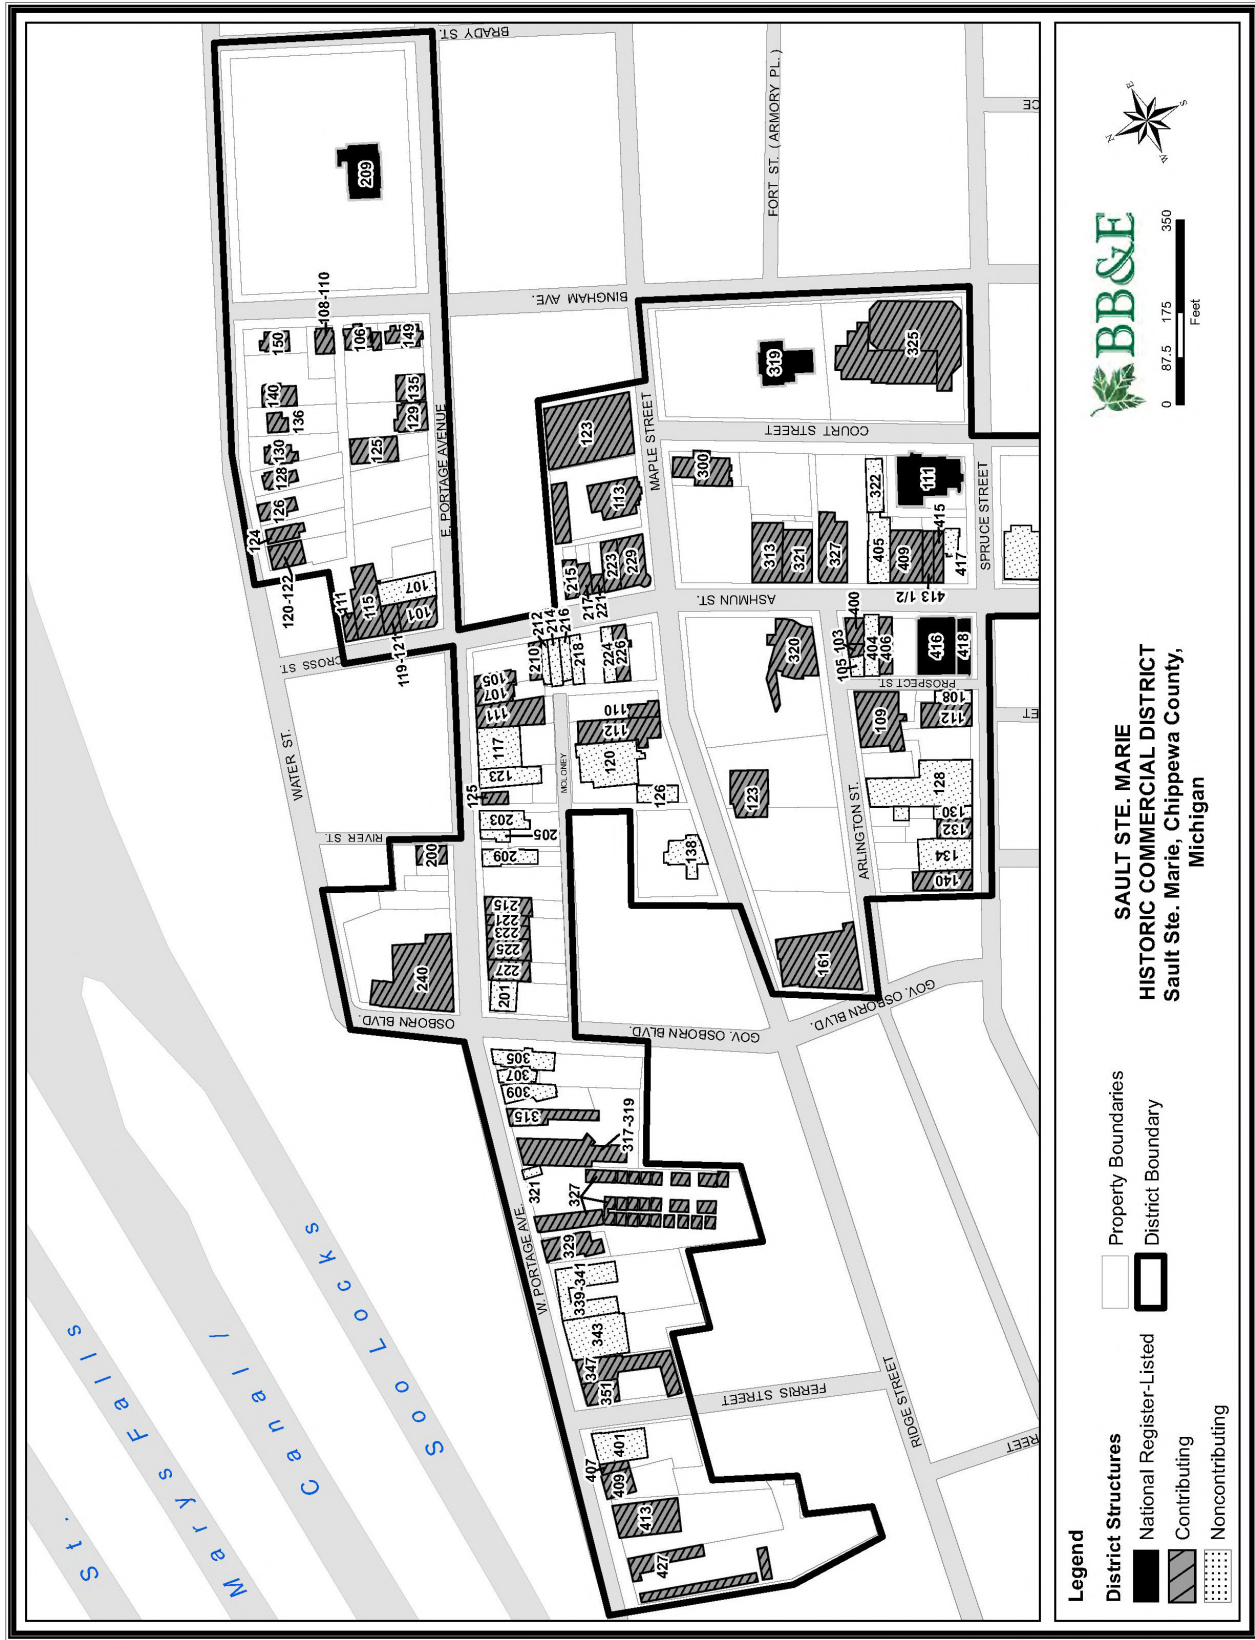 St.
Marys Falls
Canal /
Soo Locks
WATER ST.
CROSS ST.
RIVER ST.
BRADY ST.
BINGHAM AVE.
E. PORTAGE AVENUE
FORT ST. ( ARMORY PL. )
MAPLE STREET
COURT STREET
SPRUCE STREET
ASHMUN ST.
PROSPECT ST.
MOLONEY
ARLINGTON ST.
OSBORN BLVD.
GOV. OSBORN BLVD.
GOV. OSBORN BLVD.
W. PORTAGE AVE.
FERRIS STREET
RIDGE STREET
REET
ET
CE
209
108-110
150
106
149
140
136
135
129
130
125
128
126
124
120-122
111
115
107
101
119-121
123
113
215
223
229
217
221
212
214
216
210
218
224
226
105
107
111
117
123
125
110
112
120
126
138
203
205
209
200
215
221
223
225
227
201
240
319
325
300
322
111
313
321
327
405
409
415
417
413 1/2
400
103
105
404
406
416
418
320
108
112
109
128
130
132
134
140
123
161
305
307
309
315
317-319
321
327
329
339-341
343
347
351
401
407
409
413
427
Legend
District Structures
National Register-Listed
Contributing
Noncontributing
Property Boundaries
District Boundary
SAULT STE. MARIE
HISTORIC COMMERCIAL DISTRICT
Sault Ste. Marie, Chippewa County,
Michigan
BB&E
0 87.5 175 350
Feet
N
E
S
W